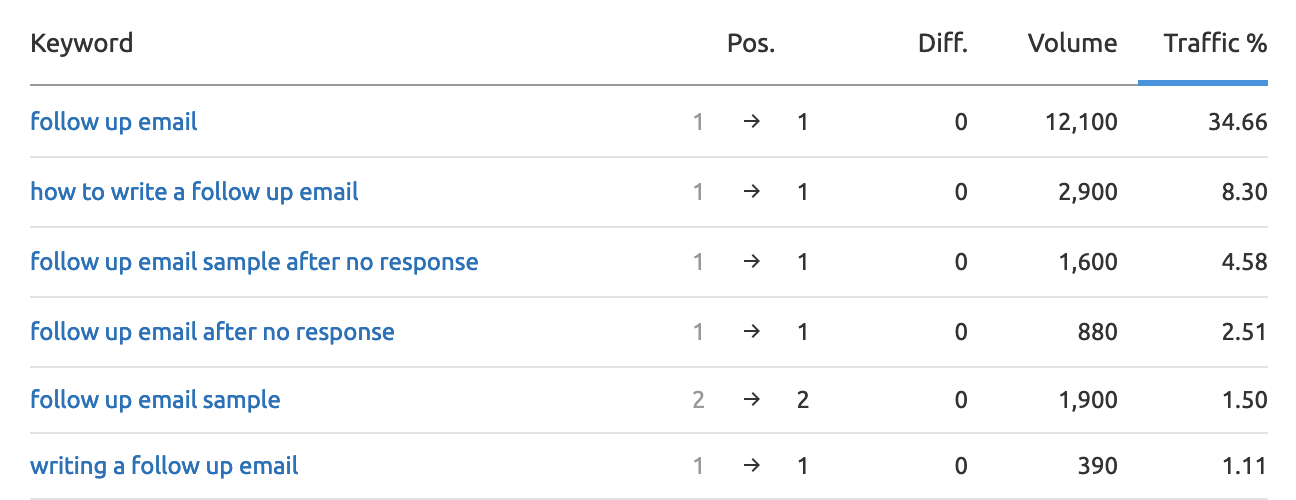 Keyword Pos. Diff. Volume Traffic %
follow up email 1 → 1 0 12,100 34.66
how to write a follow up email 1 → 1 0 2,900 8.30
follow up email sample after no response 1 → 1 0 1,600 4.58
follow up email after no response 1 → 1 0 880 2.51
follow up email sample 2 → 2 0 1,900 1.50
writing a follow up email 1 → 1 0 390 1.11